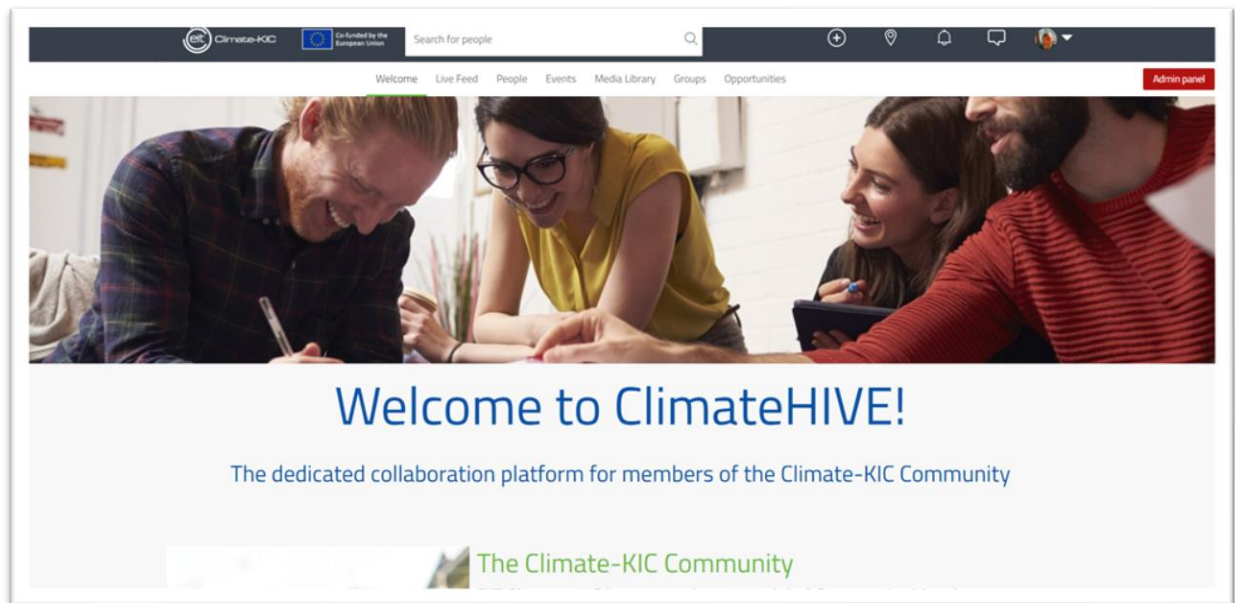 eit Climate-KIC
Co-funded by the
European Union
Search for people
Welcome Live Feed People Events Media Library Groups Opportunities
Admin panel
Welcome to ClimateHIVE!
The dedicated collaboration platform for members of the Climate-KIC Community
The Climate-KIC Community